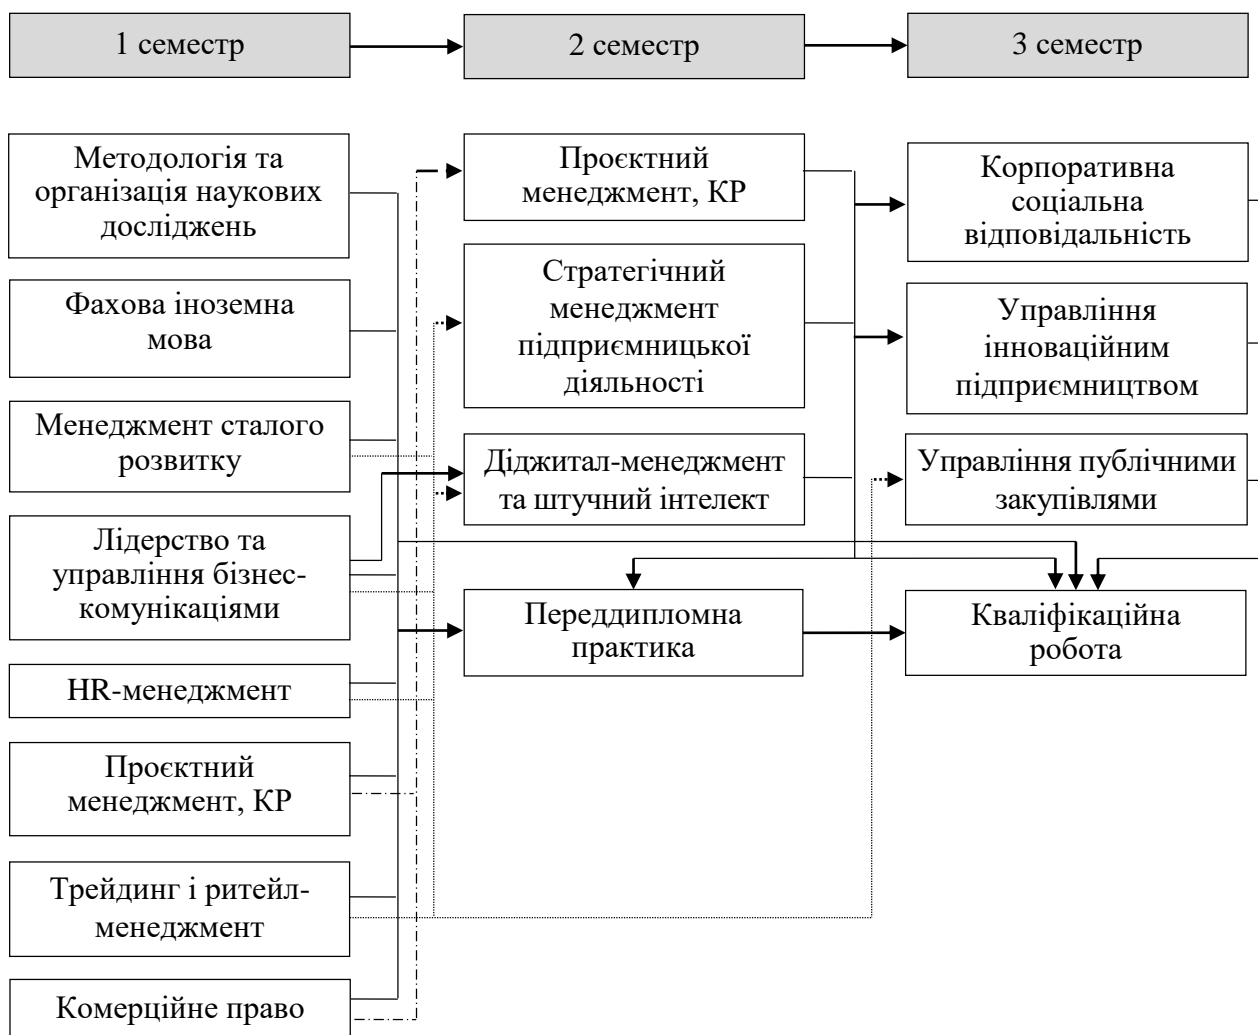 1 семестр
2 семестр
3 семестр
Методологія та
організація наукових
досліджень
Фахова іноземна
мова
Менеджмент сталого
розвитку
Лідерство та
управління бізнес-
комунікаціями
HR-менеджмент
Проєктний
менеджмент, КР
Трейдинг і ритейл-
менеджмент
Комерційне право
Проєктний
менеджмент, КР
Стратегічний
менеджмент
підприємницької
діяльності
Діджитал-менеджмент
та штучний інтелект
Переддипломна
практика
Корпоративна
соціальна
відповідальність
Управління
інноваційним
підприємництвом
Управління публічними
закупівлями
Кваліфікаційна
робота